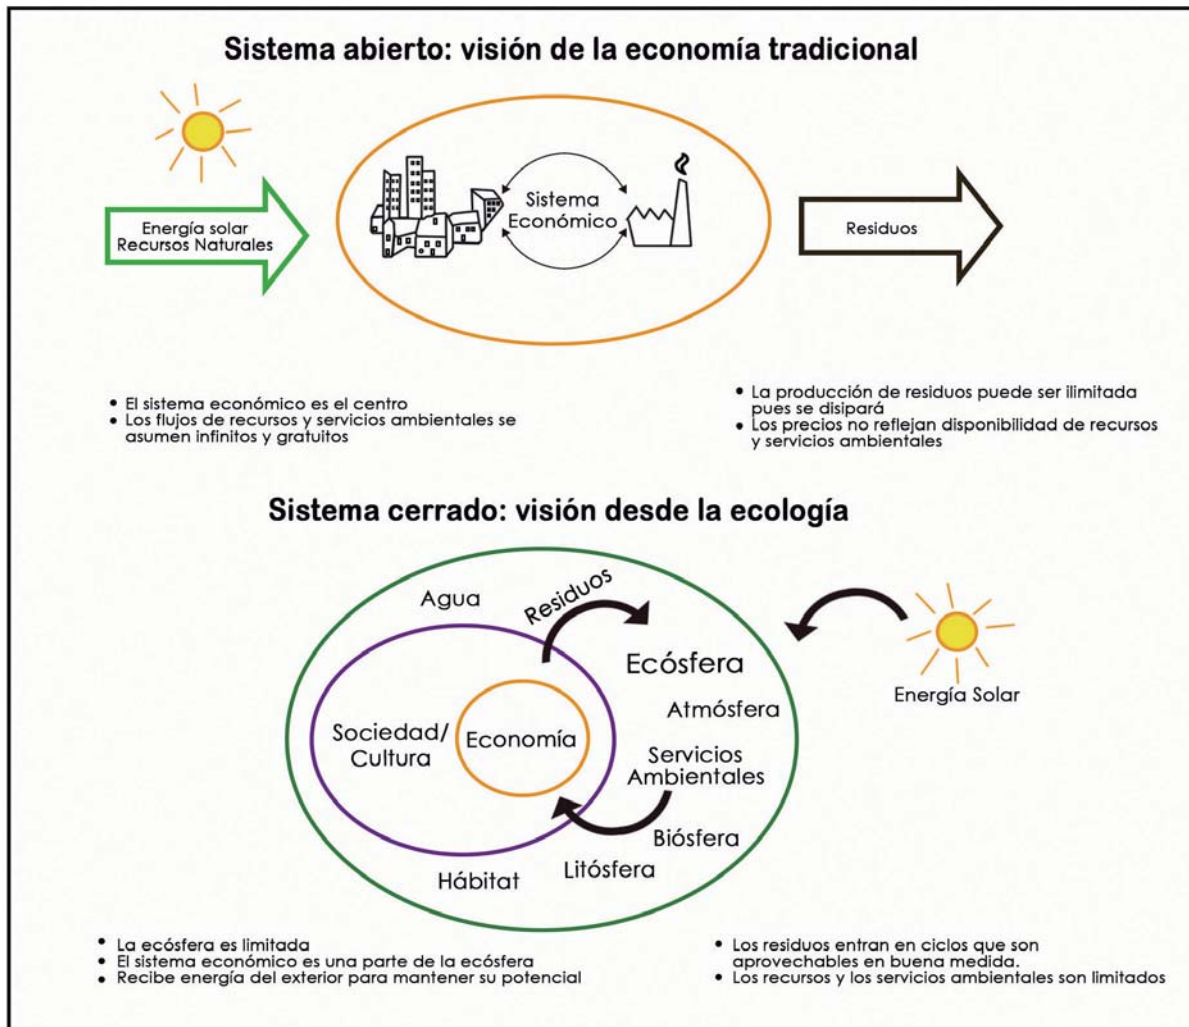 Sistema abierto: visión de la economía tradicional
Energía solar
Recursos Naturales
Sistema
Económico
Residuos
• El sistema económico es el centro
• Los flujos de recursos y servicios ambientales se
asumen infinitos y gratuitos
• La producción de residuos puede ser ilimitada
pues se disipará
• Los precios no reflejan disponibilidad de recursos
y servicios ambientales
Sistema cerrado: visión desde la ecología
Agua
Residuos
Ecósfera
Atmósfera
Energía Solar
Sociedad/
Cultura
Economía
Servicios
Ambientales
Biósfera
Litósfera
Hábitat
• La ecósfera es limitada
• El sistema económico es una parte de la ecósfera
• Recibe energía del exterior para mantener su potencial
• Los residuos entran en ciclos que son
aprovechables en buena medida.
• Los recursos y los servicios ambientales son limitados